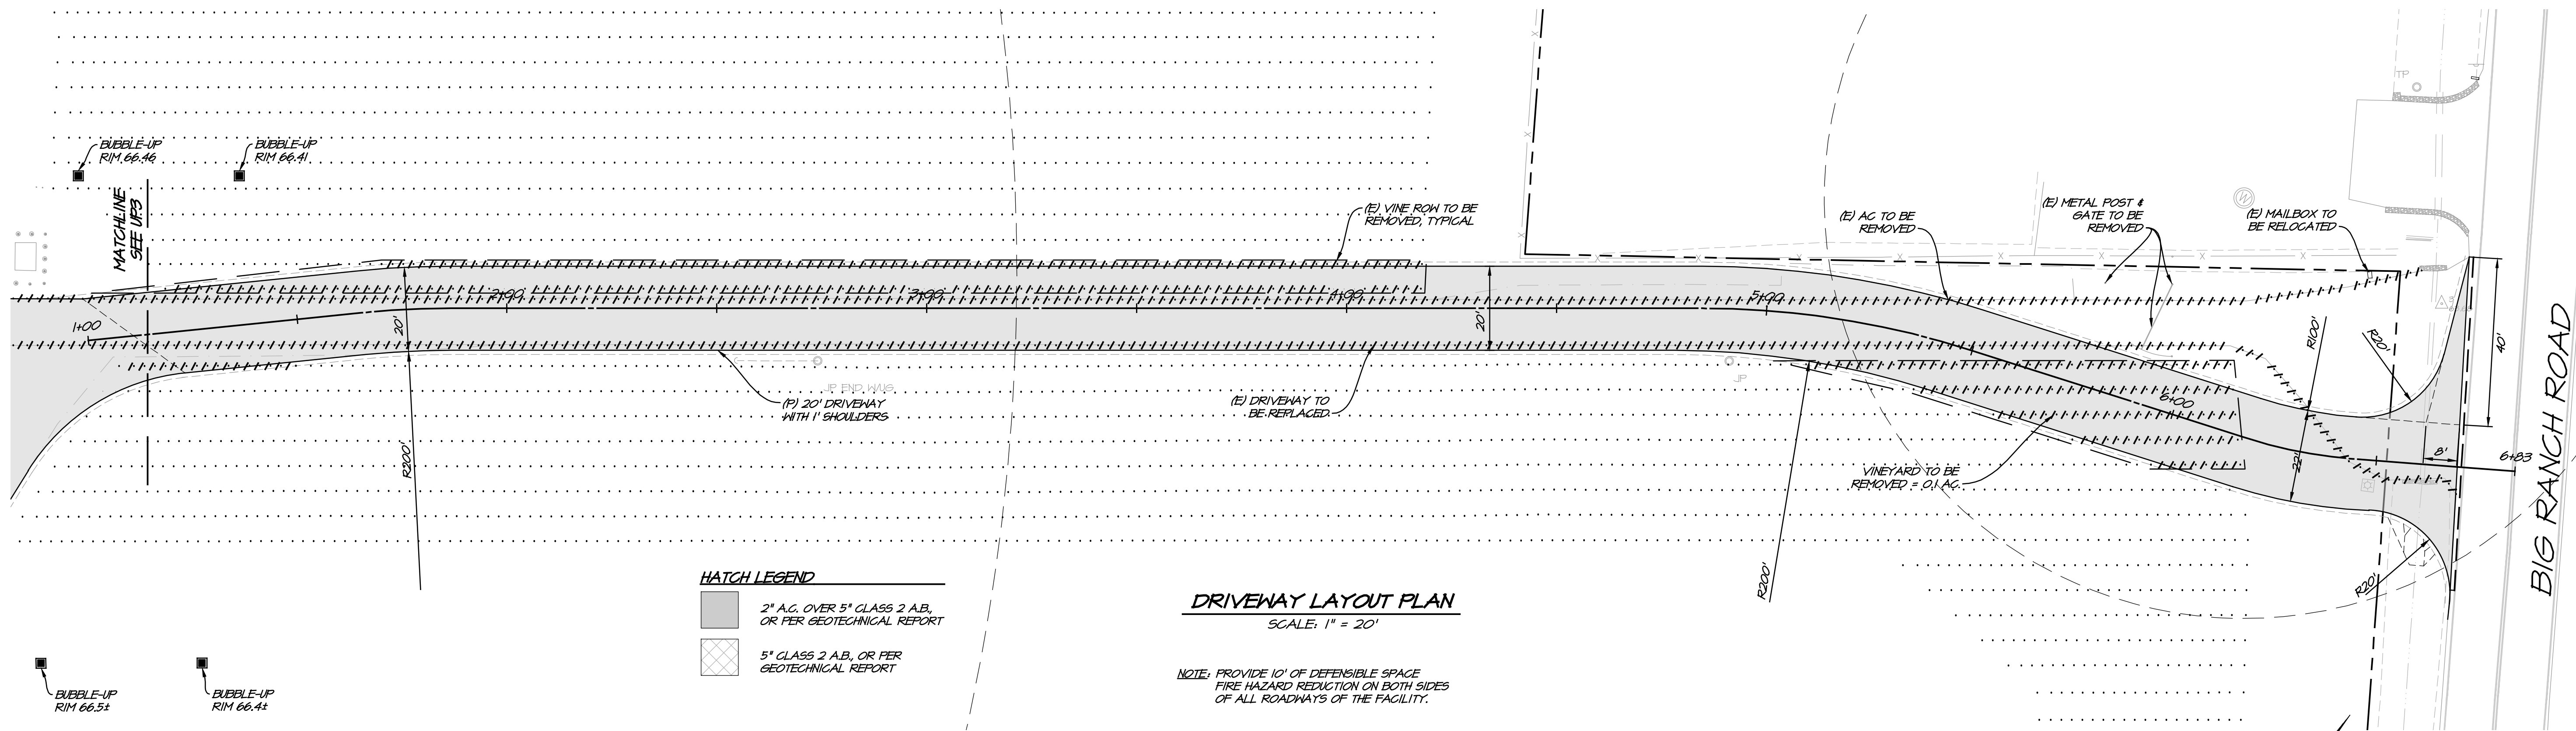 BUBBLE-UP
RIM 66.46
BUBBLE-UP
RIM 66.41
MATCHLINE
SEE UP3
(E) VINE ROW TO BE
REMOVED, TYPICAL
(E) AC TO BE
REMOVED
(E) METAL POST &
GATE TO BE
REMOVED
W
(E) MAILBOX TO
BE RELOCATED
TP
1+00
2+00
3+00
4+00
5+00
6+00
6+83
20'
20'
R200'
JP END W/UG
JP
(P) 20' DRIVEWAY
WITH 1' SHOULDERS
(E) DRIVEWAY TO
BE REPLACED
R100'
R20'
40'
8'
22'
VINEYARD TO BE
REMOVED = 0.1 AC.
R200'
R20'
BIG RANCH ROAD
HATCH LEGEND
2" A.C. OVER 5" CLASS 2 A.B.,
OR PER GEOTECHNICAL REPORT
5" CLASS 2 A.B., OR PER
GEOTECHNICAL REPORT
DRIVEWAY LAYOUT PLAN
SCALE: 1" = 20'
NOTE: PROVIDE 10' OF DEFENSIBLE SPACE
FIRE HAZARD REDUCTION ON BOTH SIDES
OF ALL ROADWAYS OF THE FACILITY.
BUBBLE-UP
RIM 66.5±
BUBBLE-UP
RIM 66.4±